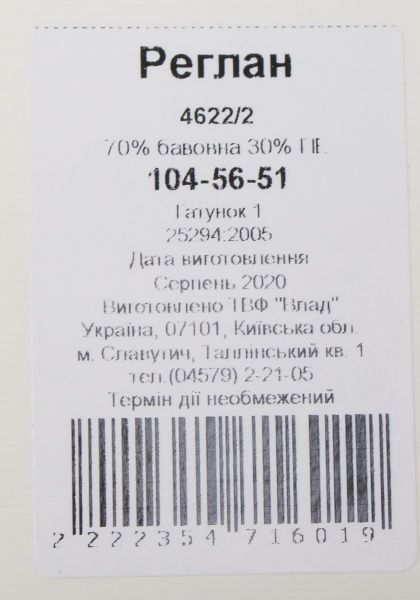 Реглан
4622/2
70% бавовна 30% ПЕ
104-56-51
Гатунок 1
25294:2005
Дата виготовлення
Серпень 2020
Виготовлено ТВФ "Влад"
Україна, 07101, Київська обл.
м. Славутич, Таллінський кв. 1
тел.(04579) 2-21-05
Термін дії необмежений
2 222354 716019